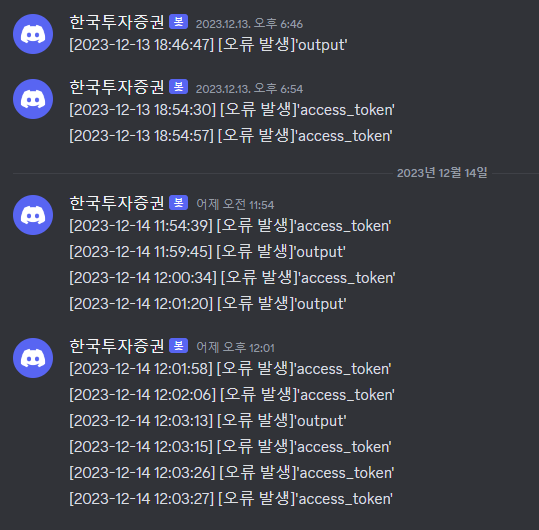 한국투자증권 봇 2023.12.13. 오후 6:46
[2023-12-13 18:46:47] [오류 발생]'output'
한국투자증권 봇 2023.12.13. 오후 6:54
[2023-12-13 18:54:30] [오류 발생]'access_token'
[2023-12-13 18:54:57] [오류 발생]'access_token'
2023년 12월 14일
한국투자증권 봇 어제 오전 11:54
[2023-12-14 11:54:39] [오류 발생]'access_token'
[2023-12-14 11:59:45] [오류 발생]'output'
[2023-12-14 12:00:34] [오류 발생]'access_token'
[2023-12-14 12:01:20] [오류 발생]'output'
한국투자증권 봇 어제 오후 12:01
[2023-12-14 12:01:58] [오류 발생]'access_token'
[2023-12-14 12:02:06] [오류 발생]'access_token'
[2023-12-14 12:03:13] [오류 발생]'output'
[2023-12-14 12:03:15] [오류 발생]'access_token'
[2023-12-14 12:03:26] [오류 발생]'access_token'
[2023-12-14 12:03:27] [오류 발생]'access_token'